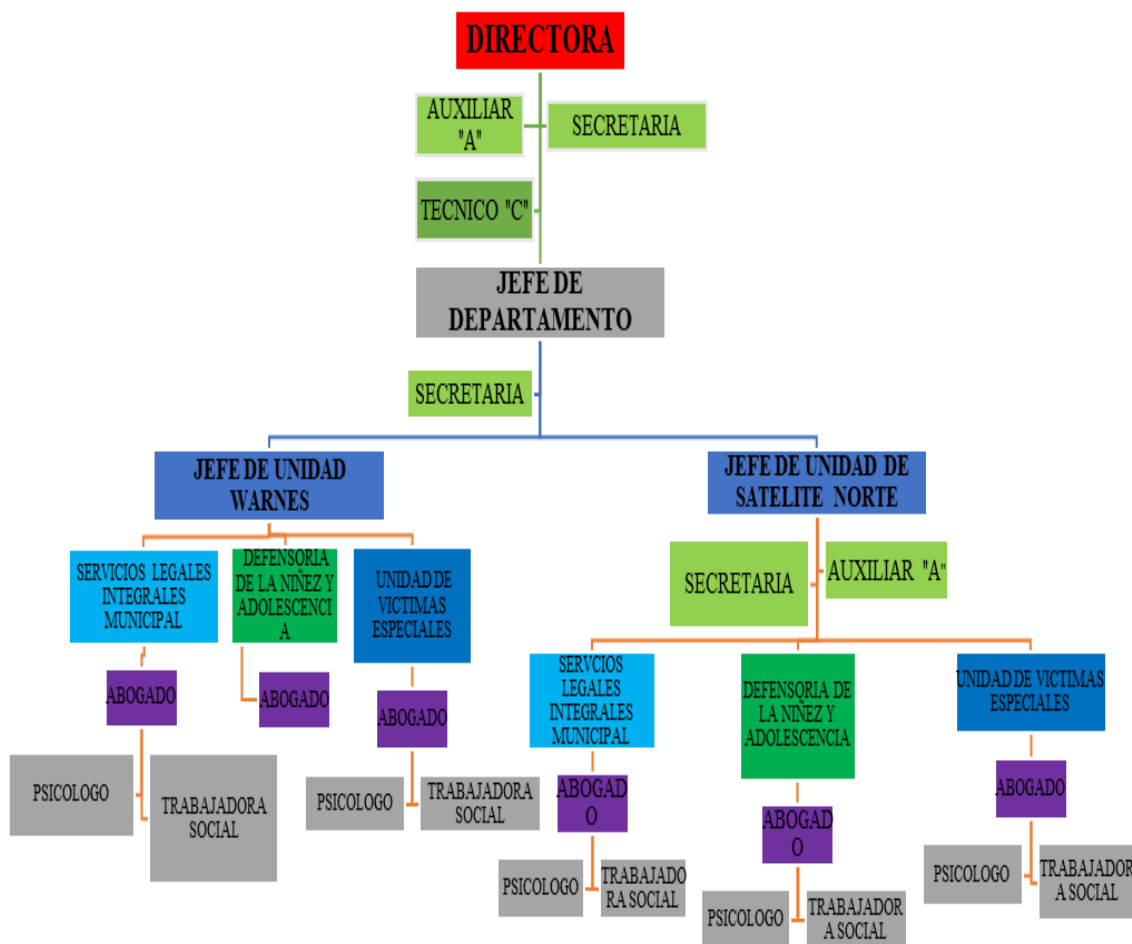 DIRECTORA
AUXILIAR
"A"
SECRETARIA
TECNICO "C"
JEFE DE
DEPARTAMENTO
SECRETARIA
JEFE DE UNIDAD
WARNES
JEFE DE UNIDAD DE
SATELITE NORTE
SERVICIOS LEGALES
INTEGRALES
MUNICIPAL
DEFENSORIA
DE LA NIÑEZ Y
ADOLESCENCI
A
UNIDAD DE
VICTIMAS
ESPECIALES
SECRETARIA
AUXILIAR "A"
ABOGADO
ABOGADO
ABOGADO
PSICOLOGO
TRABAJADORA
SOCIAL
PSICOLOGO
TRABAJADORA
SOCIAL
SERVCIOS
LEGALES
INTEGRALES
MUNICIPAL
DEFENSORIA DE
LA NIÑEZ Y
ADOLESCENCIA
UNIDAD DE VICTIMAS
ESPECIALES
ABOGAD
O
ABOGAD
O
ABOGADO
PSICOLOGO
TRABAJADO
RA SOCIAL
PSICOLOGO
TRABAJADOR
A SOCIAL
PSICOLOGO
TRABAJADOR
A SOCIAL